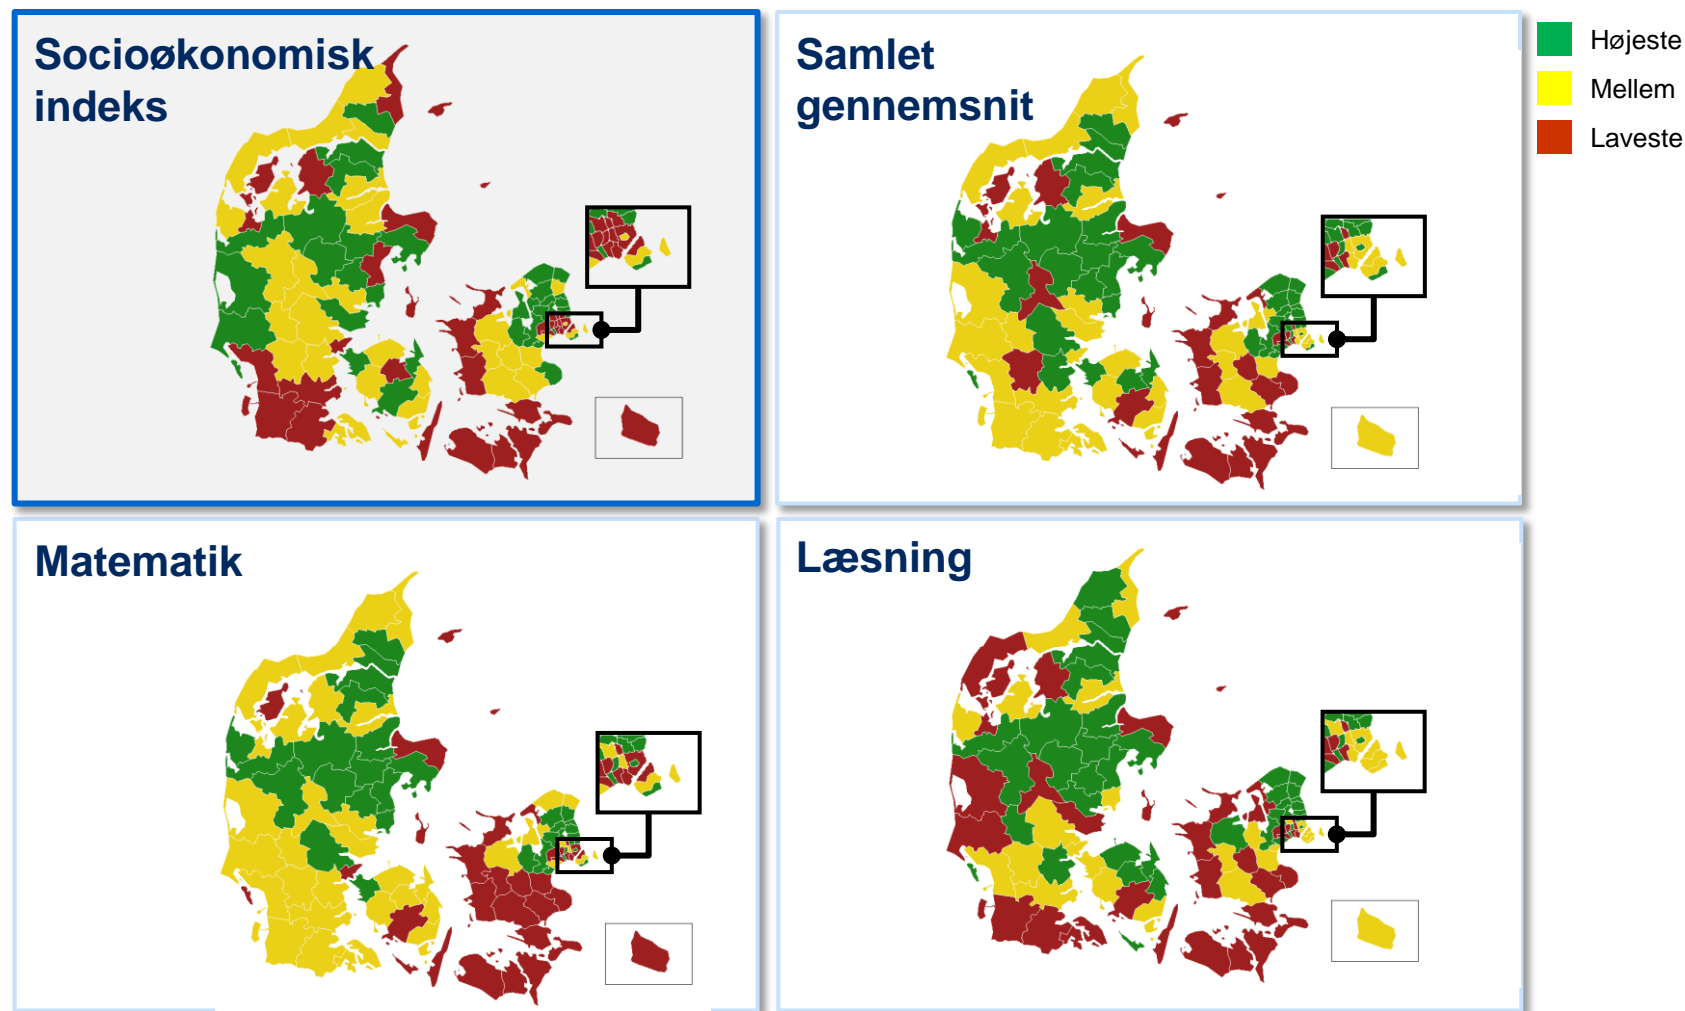 Socioøkonomisk
indeks
Samlet
gennemsnit
Højeste
Mellem
Laveste
Matematik
Læsning